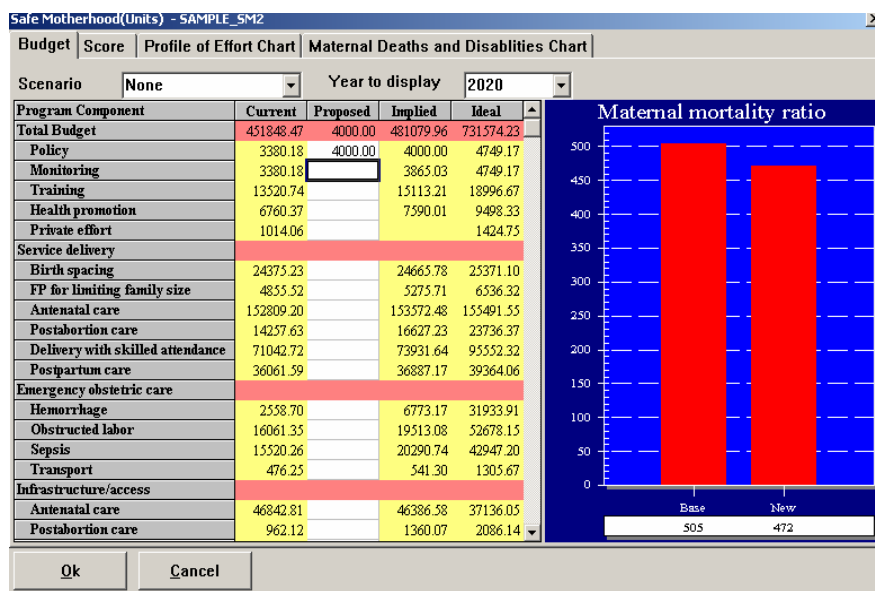 Safe Motherhood(Units) - SAMPLE_SM2
Budget Score Profile of Effort Chart Maternal Deaths and Disablities Chart
Scenario None Year to display 2020
Program Component Current Proposed Implied Ideal
Total Budget 451848.47 4000.00 481079.96 731574.23
Policy 3380.18 4000.00 4000.00 4749.17
Monitoring 3380.18 3865.03 4749.17
Training 13520.74 15113.21 18996.67
Health promotion 6760.37 7590.01 9498.33
Private effort 1014.06 1424.75
Service delivery
Birth spacing 24375.23 24665.78 25371.10
FP for limiting family size 4855.52 5275.71 6536.32
Antenatal care 152809.20 153572.48 155491.55
Postabortion care 14257.63 16627.23 23736.37
Delivery with skilled attendance 71042.72 73931.64 95552.32
Postpartum care 36061.59 36887.17 39364.06
Emergency obstetric care
Hemorrhage 2558.70 6773.17 31933.91
Obstructed labor 16061.35 19513.08 52678.15
Sepsis 15520.26 20290.74 42947.20
Transport 476.25 541.30 1305.67
Infrastructure/access
Antenatal care 46842.81 46386.58 37136.05
Postabortion care 962.12 1360.07 2086.14
Maternal mortality ratio
500
450
400
350
300
250
200
150
100
50
0
Base New
505 472
Ok Cancel